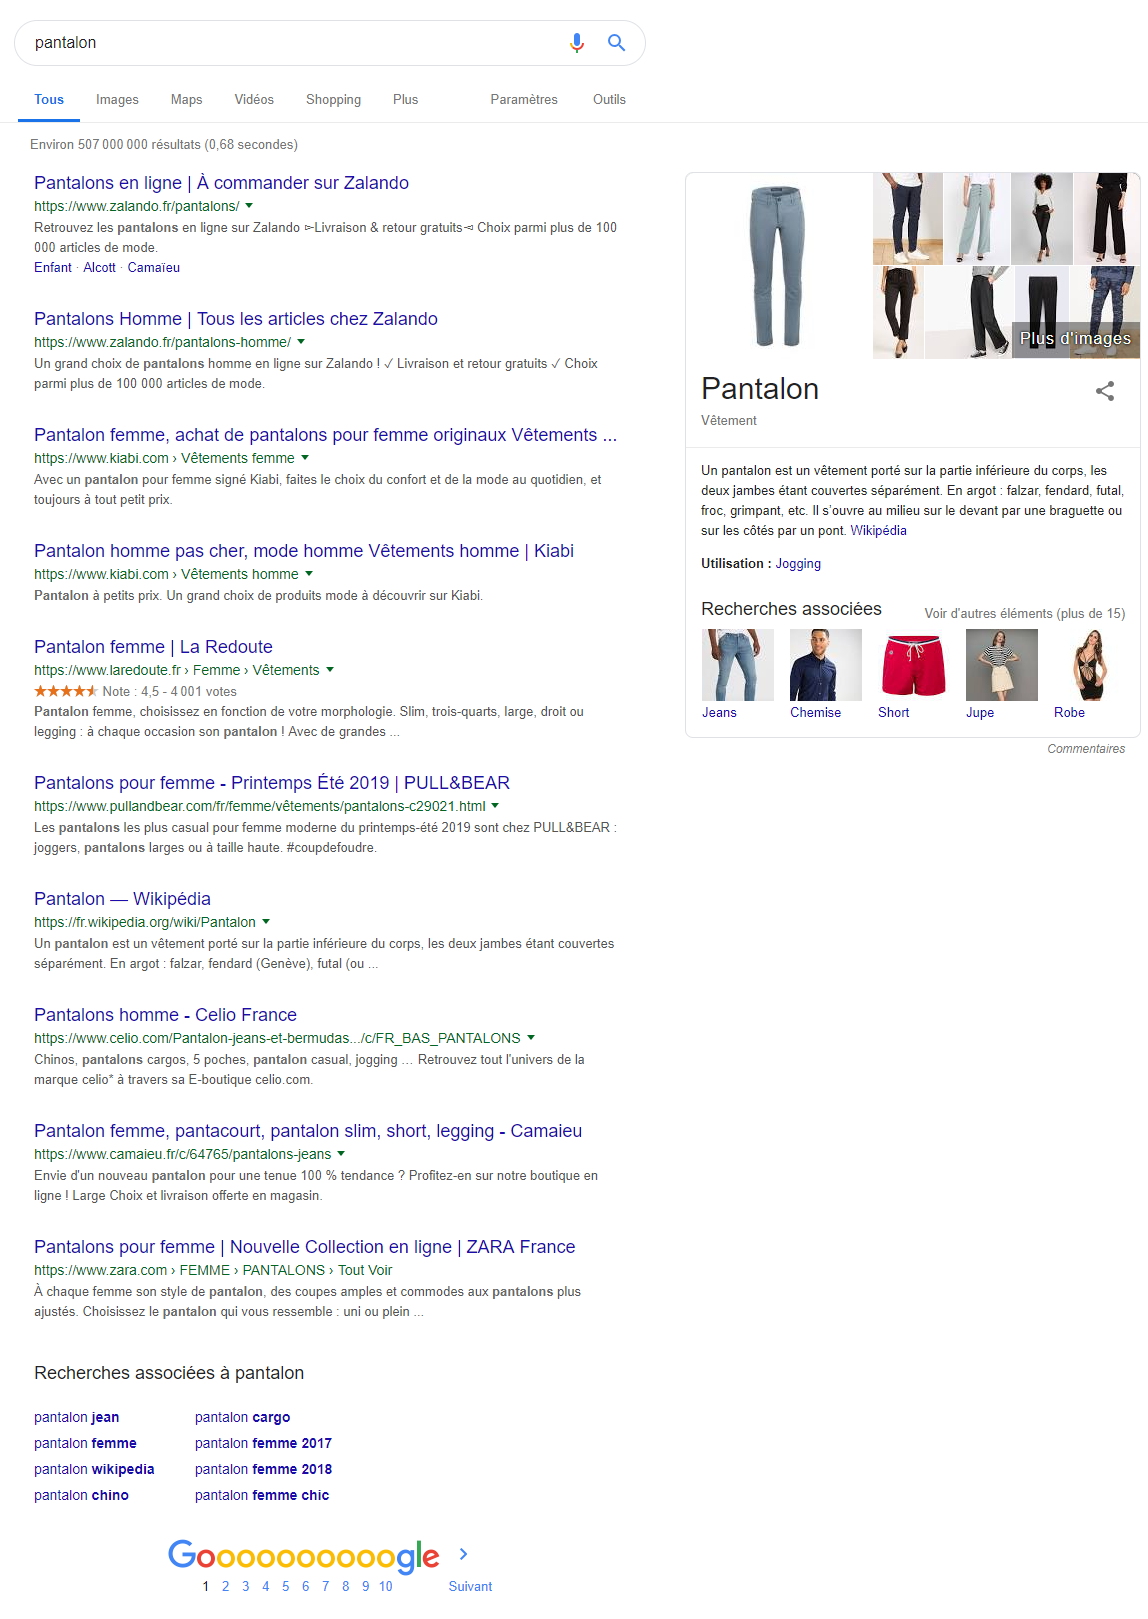 pantalon
Tous Images Maps Vidéos Shopping Plus Paramètres Outils
Environ 507 000 000 résultats (0,68 secondes)
Pantalons en ligne | À commander sur Zalando
https://www.zalando.fr/pantalons/
Retrouvez les pantalons en ligne sur Zalando ⊳Livraison & retour gratuits⊲ Choix parmi plus de 100
000 articles de mode.
Enfant · Alcott · Camaïeu
Pantalons Homme | Tous les articles chez Zalando
https://www.zalando.fr/pantalons-homme/
Un grand choix de pantalons homme en ligne sur Zalando ! ✓ Livraison et retour gratuits ✓ Choix
parmi plus de 100 000 articles de mode.
Pantalon femme, achat de pantalons pour femme originaux Vêtements ...
https://www.kiabi.com › Vêtements femme
Avec un pantalon pour femme signé Kiabi, faites le choix du confort et de la mode au quotidien, et
toujours à tout petit prix.
Pantalon homme pas cher, mode homme Vêtements homme | Kiabi
https://www.kiabi.com › Vêtements homme
Pantalon à petits prix. Un grand choix de produits mode à découvrir sur Kiabi.
Pantalon femme | La Redoute
https://www.laredoute.fr › Femme › Vêtements
Note : 4,5 - 4 001 votes
Pantalon femme, choisissez en fonction de votre morphologie. Slim, trois-quarts, large, droit ou
legging : à chaque occasion son pantalon ! Avec de grandes ...
Pantalons pour femme - Printemps Été 2019 | PULL&BEAR
https://www.pullandbear.com/fr/femme/vêtements/pantalons-c29021.html
Les pantalons les plus casual pour femme moderne du printemps-été 2019 sont chez PULL&BEAR :
joggers, pantalons larges ou à taille haute. #coupdefoudre.
Pantalon — Wikipédia
https://fr.wikipedia.org/wiki/Pantalon
Un pantalon est un vêtement porté sur la partie inférieure du corps, les deux jambes étant couvertes
séparément. En argot : falzar, fendard (Genève), futal (ou ...
Pantalons homme - Celio France
https://www.celio.com/Pantalon-jeans-et-bermudas.../c/FR_BAS_PANTALONS
Chinos, pantalons cargos, 5 poches, pantalon casual, jogging ... Retrouvez tout l'univers de la
marque celio* à travers sa E-boutique celio.com.
Pantalon femme, pantacourt, pantalon slim, short, legging - Camaieu
https://www.camaieu.fr/c/64765/pantalons-jeans
Envie d'un nouveau pantalon pour une tenue 100 % tendance ? Profitez-en sur notre boutique en
ligne ! Large Choix et livraison offerte en magasin.
Pantalons pour femme | Nouvelle Collection en ligne | ZARA France
https://www.zara.com › FEMME › PANTALONS › Tout Voir
À chaque femme son style de pantalon, des coupes amples et commodes aux pantalons plus
ajustés. Choisissez le pantalon qui vous ressemble : uni ou plein ...
Recherches associées à pantalon
pantalon jean pantalon cargo
pantalon femme pantalon femme 2017
pantalon wikipedia pantalon femme 2018
pantalon chino pantalon femme chic
Goooooooooogle
1 2 3 4 5 6 7 8 9 10 Suivant
Plus d'images
Pantalon
Vêtement
Un pantalon est un vêtement porté sur la partie inférieure du corps, les
deux jambes étant couvertes séparément. En argot : falzar, fendard, futal,
froc, grimpant, etc. Il s'ouvre au milieu sur le devant par une braguette ou
sur les côtés par un pont. Wikipédia
Utilisation : Jogging
Recherches associées Voir d'autres éléments (plus de 15)
Jeans Chemise Short Jupe Robe
Commentaires